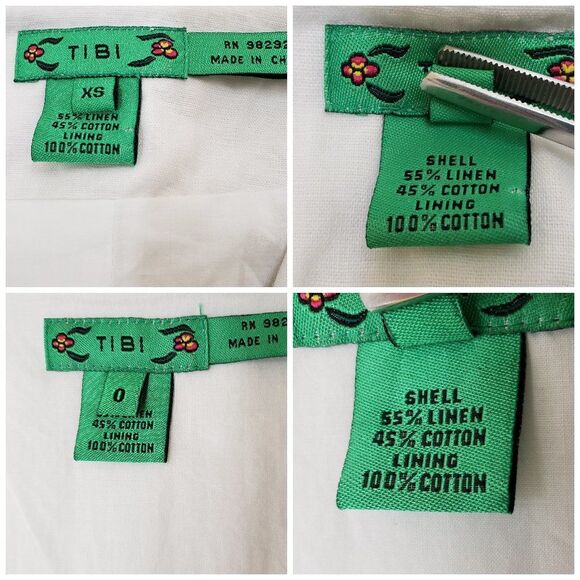 TIBI
RN 98292
MADE IN CH
XS
55% LINEN
45% COTTON
LINING
100% COTTON
SHELL
55% LINEN
45% COTTON
LINING
100% COTTON
TIBI
RN 982
MADE IN
0
45% COTTON
LINING
100% COTTON
SHELL
55% LINEN
45% COTTON
LINING
100% COTTON